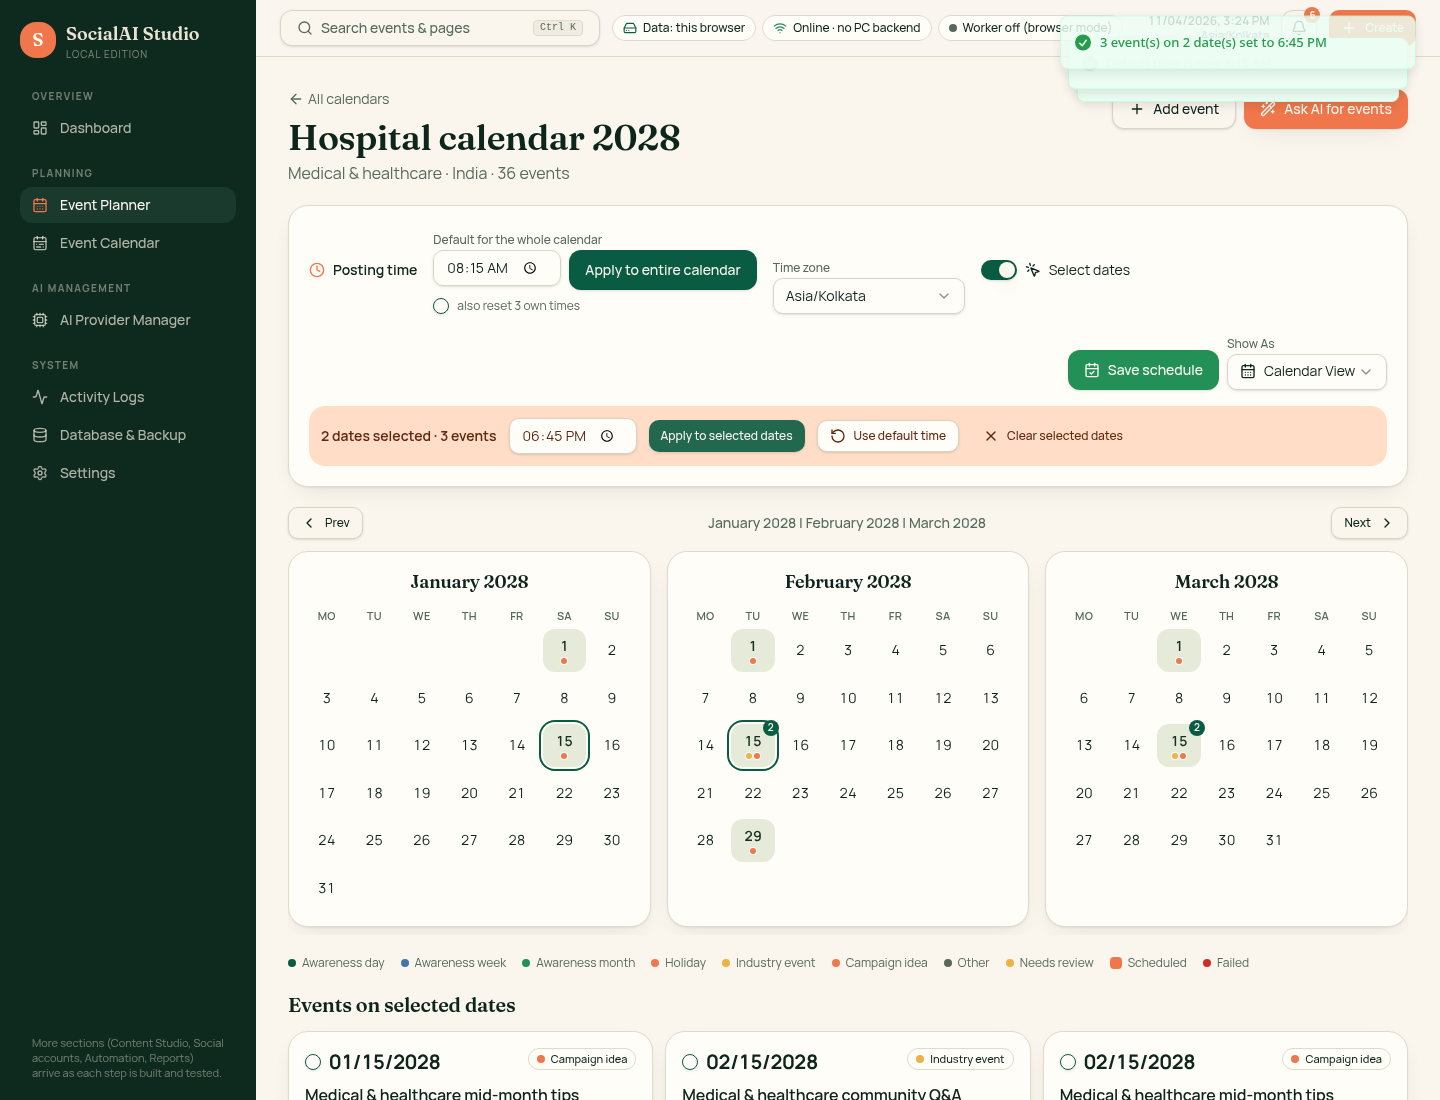 S
SocialAI Studio
LOCAL EDITION
OVERVIEW
Dashboard
PLANNING
Event Planner
Event Calendar
AI MANAGEMENT
AI Provider Manager
SYSTEM
Activity Logs
Database & Backup
Settings
More sections (Content Studio, Social
accounts, Automation, Reports)
arrive as each step is built and tested.
Search events & pages
Ctrl K
Data: this browser
Online · no PC backend
Worker off (browser mode)
11/04/2026, 3:24 PM
Asia/Kolkata
Create
3 event(s) on 2 date(s) set to 6:45 PM
All calendars
Hospital calendar 2028
Medical & healthcare · India · 36 events
Add event
Ask AI for events
Posting time
Default for the whole calendar
08:15 AM
Apply to entire calendar
also reset 3 own times
Time zone
Asia/Kolkata
Select dates
Save schedule
Show As
Calendar View
2 dates selected · 3 events
06:45 PM
Apply to selected dates
Use default time
Clear selected dates
Prev
January 2028 | February 2028 | March 2028
Next
January 2028
MO TU WE TH FR SA SU
1 2
3 4 5 6 7 8 9
10 11 12 13 14 15 16
17 18 19 20 21 22 23
24 25 26 27 28 29 30
31
February 2028
MO TU WE TH FR SA SU
1 2 3 4 5 6
7 8 9 10 11 12 13
2
14 15 16 17 18 19 20
21 22 23 24 25 26 27
28 29
March 2028
MO TU WE TH FR SA SU
1 2 3 4 5
6 7 8 9 10 11 12
2
13 14 15 16 17 18 19
20 21 22 23 24 25 26
27 28 29 30 31
Awareness day
Awareness week
Awareness month
Holiday
Industry event
Campaign idea
Other
Needs review
Scheduled
Failed
Events on selected dates
01/15/2028
Campaign idea
Medical & healthcare mid-month tips
02/15/2028
Industry event
Medical & healthcare community Q&A
02/15/2028
Campaign idea
Medical & healthcare mid-month tips